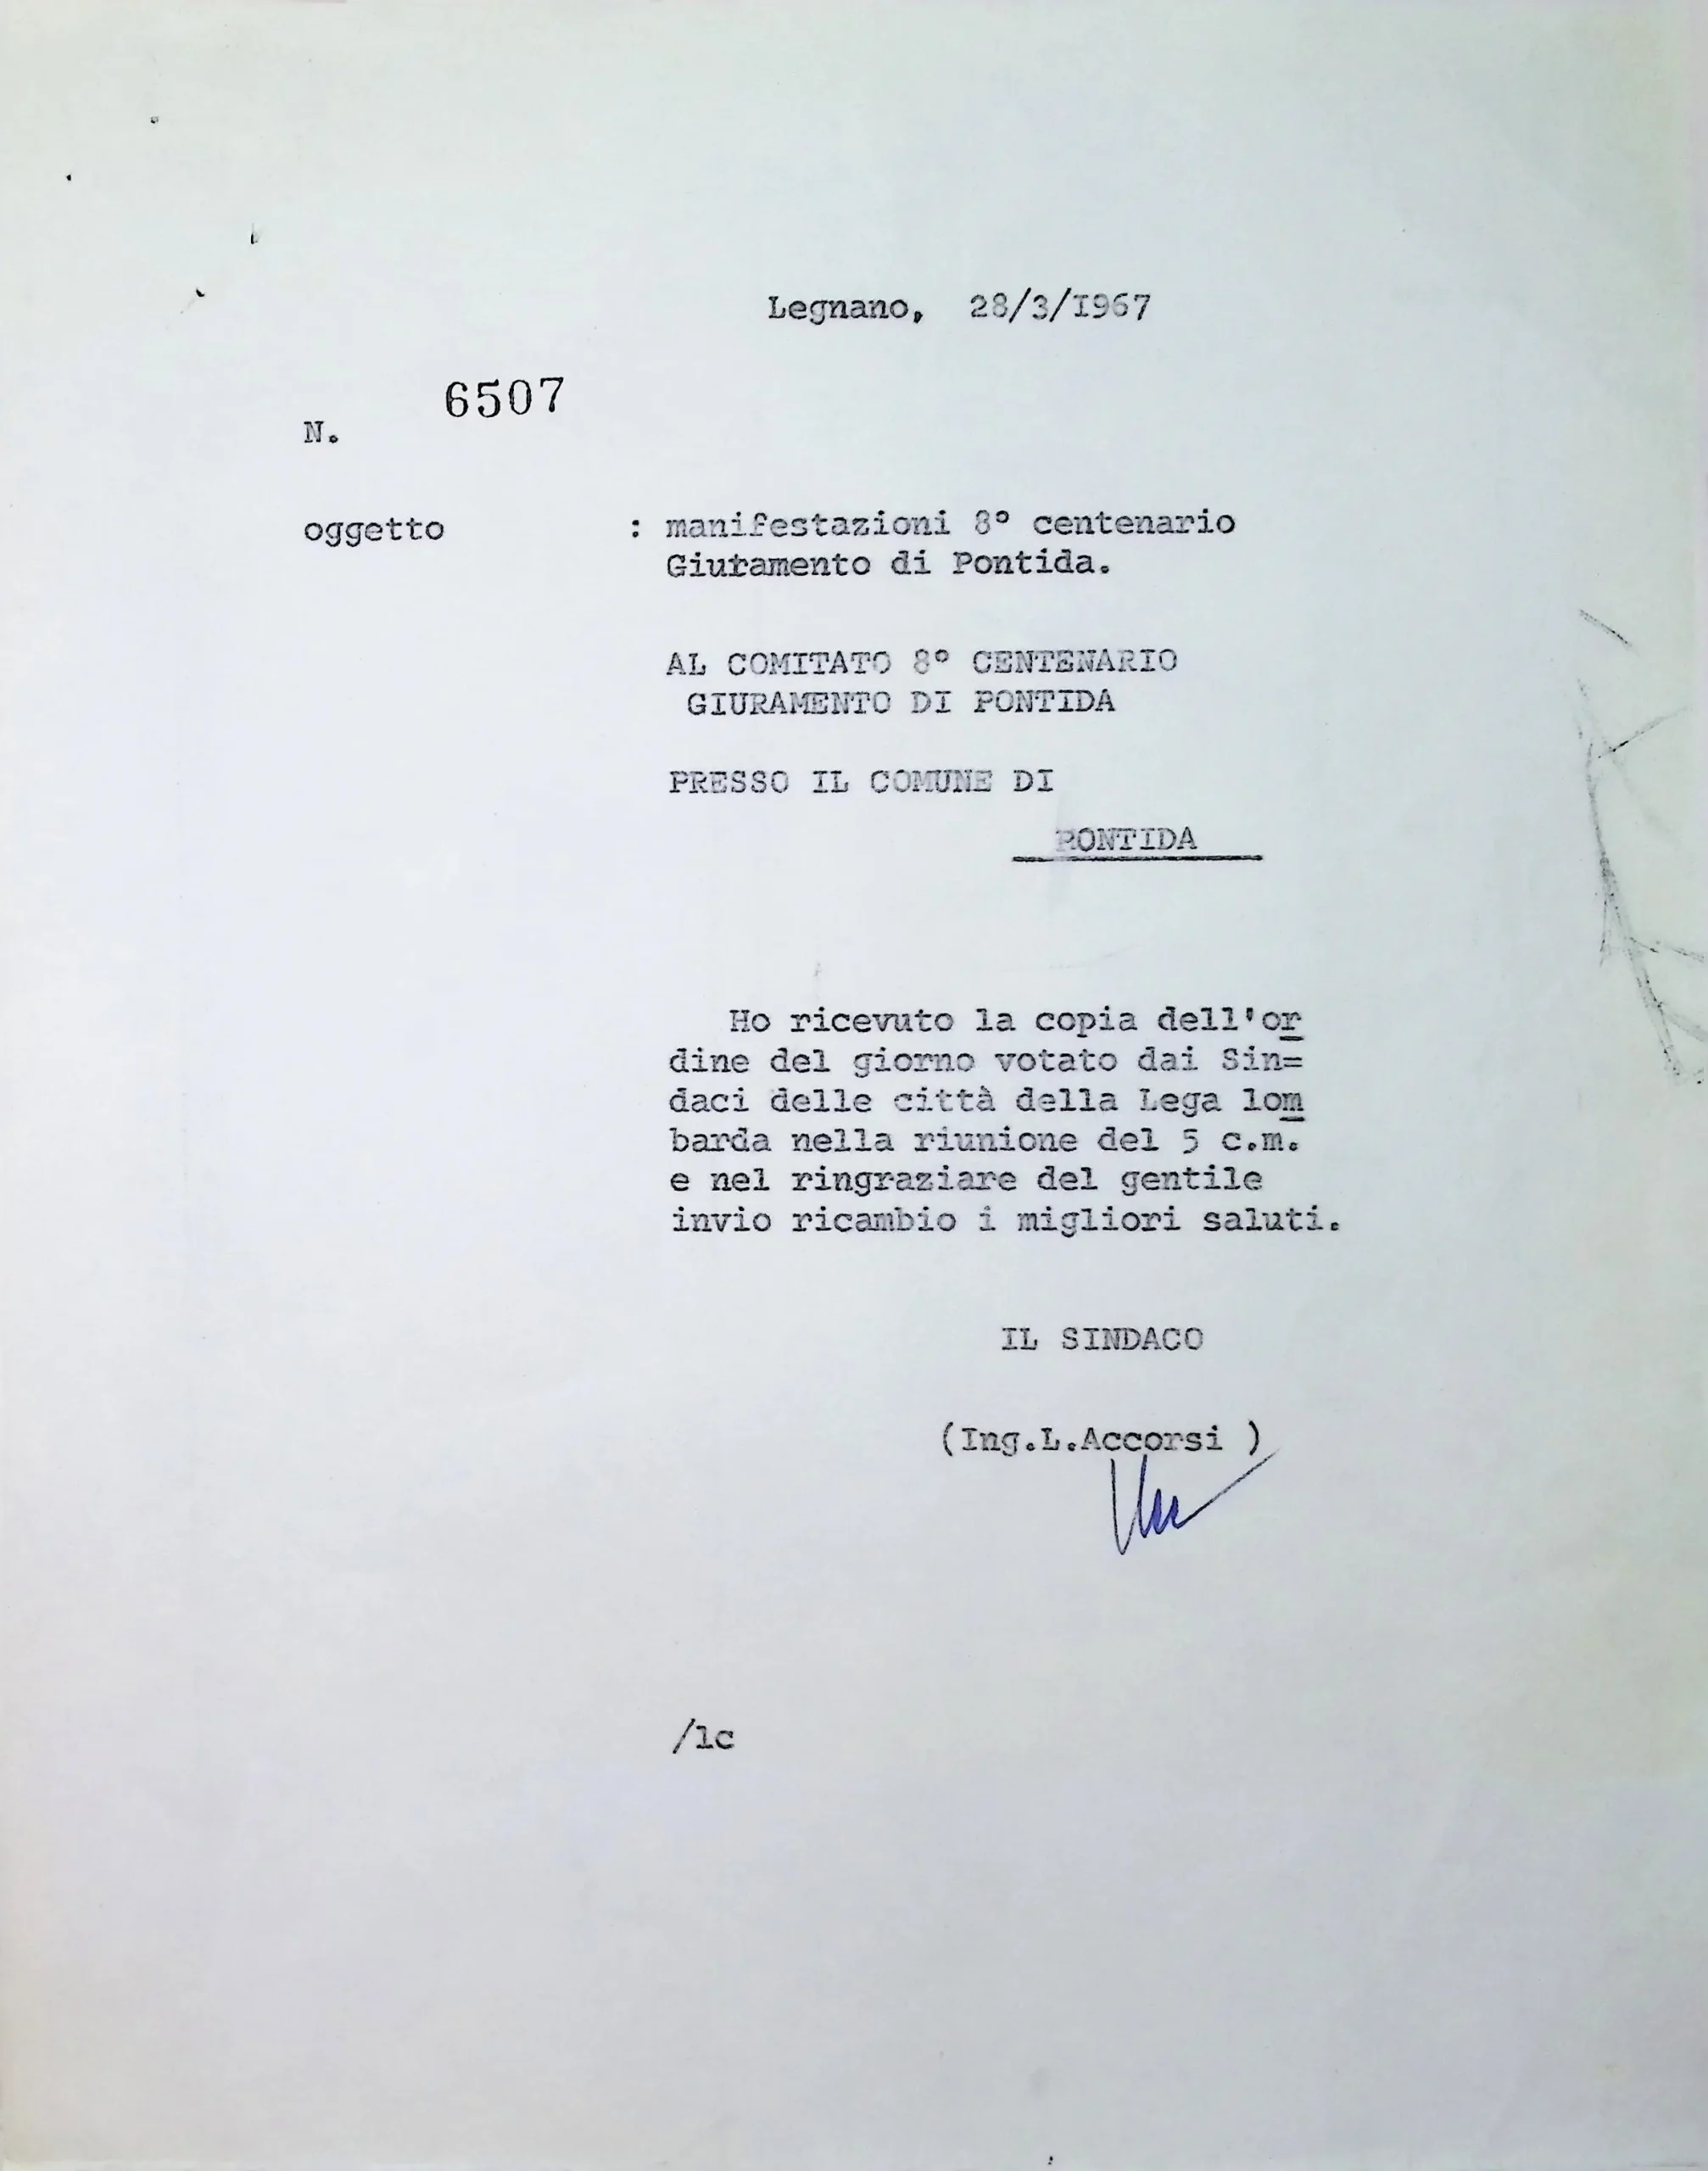 Legnano, 28/3/I967
6507
N.
oggetto : manifestazioni 8° centenario
Giuramento di Pontida.
AL COMITATO 8° CENTENARIO
GIURAMENTO DI PONTIDA
PRESSO IL COMUNE DI
PONTIDA
Ho ricevuto la copia dell'or
dine del giorno votato dai Sin=
daci delle città della Lega lom
barda nella riunione del 5 c.m.
e nel ringraziare del gentile
invio ricambio i migliori saluti.
IL SINDACO
(Ing.L.Accorsi )
/lc